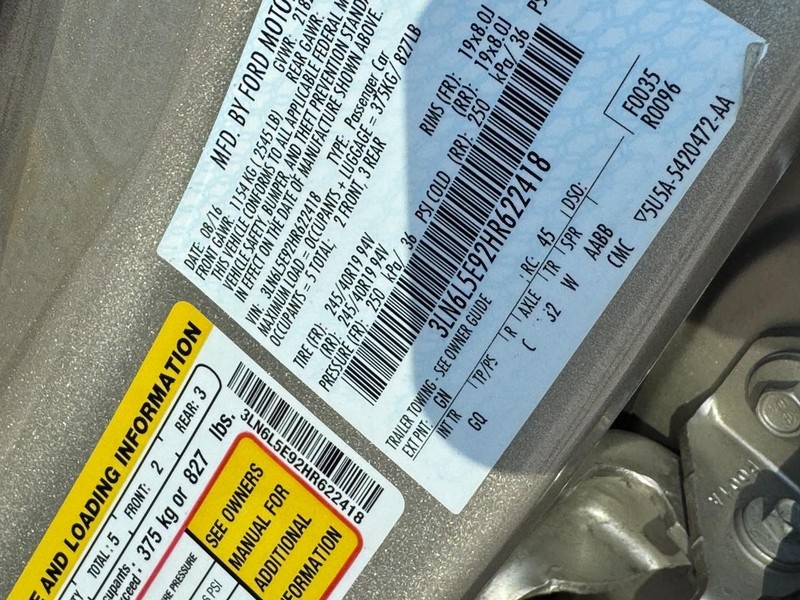 MFD. BY FORD MOTO
DATE: 08/16 GVWR: 218
FRONT GAWR: 1154KG (2545LB) REAR GAWR:
THIS VEHICLE CONFORMS TO ALL APPLICABLE FEDERAL M
VEHICLE SAFETY, BUMPER, AND THEFT PREVENTION STAND
IN EFFECT ON THE DATE OF MANUFACTURE SHOWN ABOVE.
VIN: 3LN6L5E92HR622418 TYPE: Passenger Car
MAXIMUM LOAD = OCCUPANTS + LUGGAGE = 375KG/ 827LB
OCCUPANTS = 5 TOTAL: 2 FRONT, 3 REAR
TIRE (FR): 245/40R19 94V RIMS (FR): 19x8.0J
(RR): 245/40R19 94V (RR): 19x8.0J
PRESSURE (FR): 250 kPa/ 36 PSI COLD (RR): 250 kPa/ 36 PS
3LN6L5E92HR622418
TRAILER TOWING - SEE OWNER GUIDE
F0035
R0096
EXT PNT: GN RC: 45 DSO:
INT TR TP/PS R AXLE TR SPR
GQ C 32 W AABB
CMC
▽5U5A-5420472-AA
E AND LOADING INFORMATION
TOTAL: 5 FRONT: 2 REAR: 3
375 kg or 827 lbs.
3LN6L5E92HR622418
SEE OWNERS
MANUAL FOR
ADDITIONAL
FORMATION
RE PRESSURE
PSI